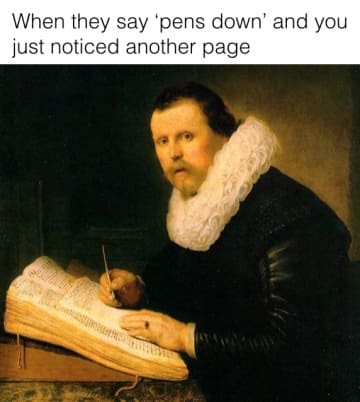 When they say ‘pens down’ and you
just noticed another page